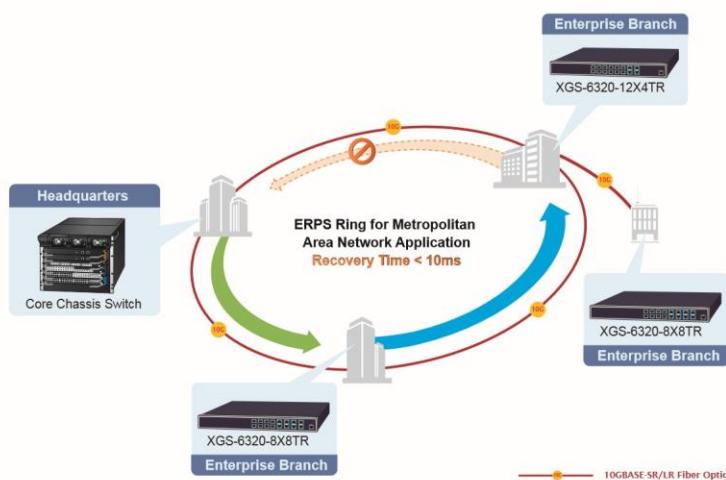 Enterprise Branch
XGS-6320-12X4TR
10G
10G
Headquarters
Core Chassis Switch
ERPS Ring for Metropolitan
Area Network Application
Recovery Time < 10ms
10G
10G
XGS-6320-8X8TR
Enterprise Branch
XGS-6320-8X8TR
Enterprise Branch
10GBASE-SR/LR Fiber Optic